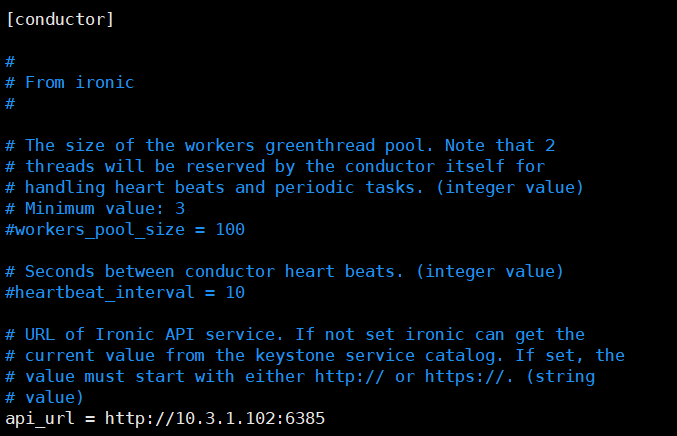 [conductor]
#
# From ironic
#
# The size of the workers greenthread pool. Note that 2
# threads will be reserved by the conductor itself for
# handling heart beats and periodic tasks. (integer value)
# Minimum value: 3
#workers_pool_size = 100
# Seconds between conductor heart beats. (integer value)
#heartbeat_interval = 10
# URL of Ironic API service. If not set ironic can get the
# current value from the keystone service catalog. If set, the
# value must start with either http:// or https://. (string
# value)
api_url = http://10.3.1.102:6385